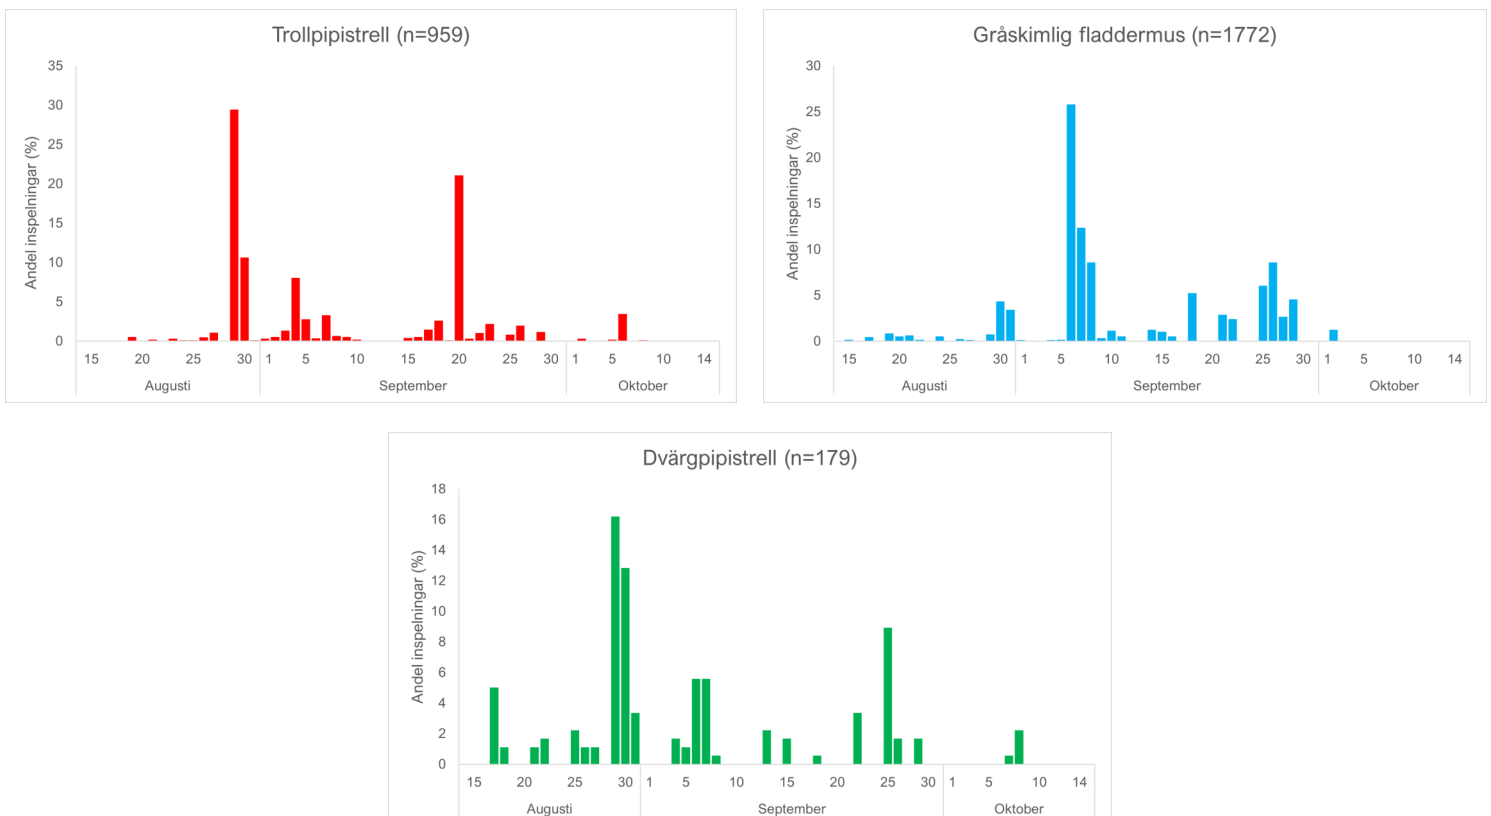 Trollpipistrell (n=959)
Andel inspelningar (%)
35
30
25
20
15
10
5
0
15 20 25 30 1 5 10 15 20 25 30 1 5 10 14
Augusti September Oktober
Gråskimlig fladdermus (n=1772)
Andel inspelningar (%)
30
25
20
15
10
5
0
15 20 25 30 1 5 10 15 20 25 30 1 5 10 14
Augusti September Oktober
Dvärgpipistrell (n=179)
Andel inspelningar (%)
18
16
14
12
10
8
6
4
2
0
15 20 25 30 1 5 10 15 20 25 30 1 5 10 14
Augusti September Oktober